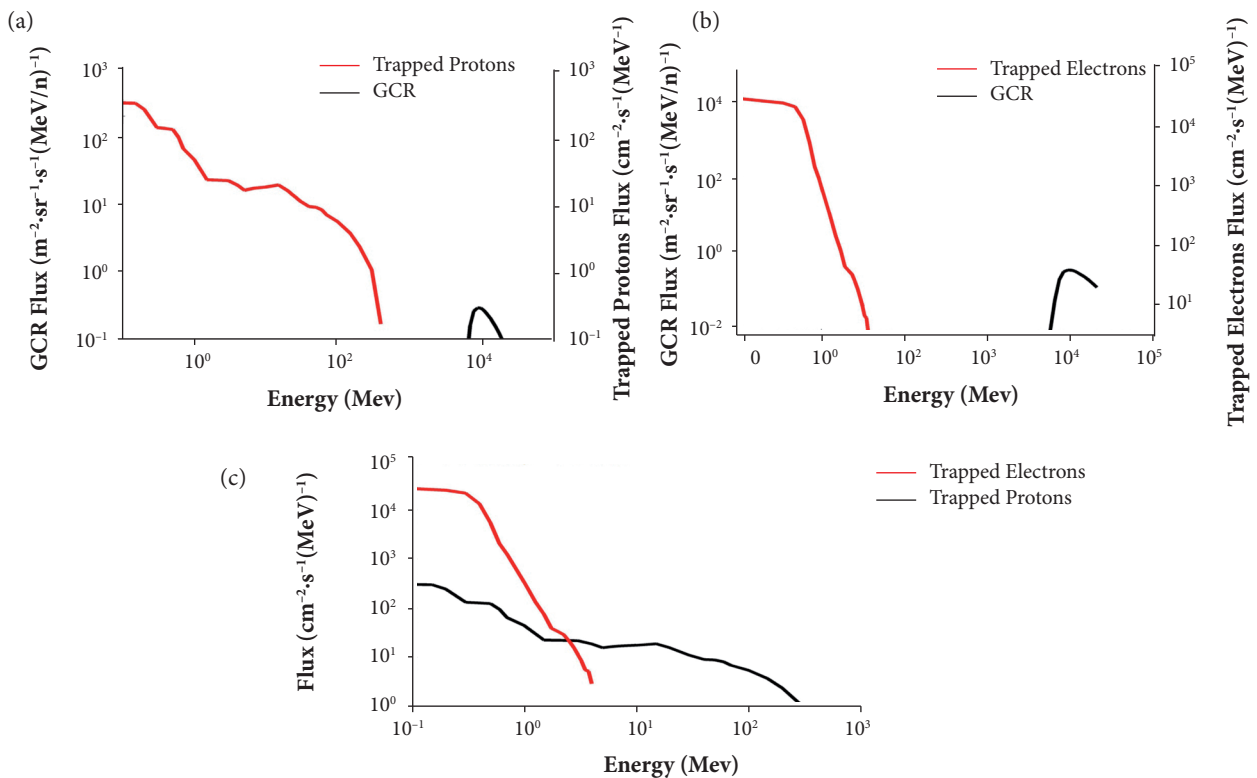 (a)
GCR Flux (m⁻²·sr⁻¹·s⁻¹(MeV/n)⁻¹
10³
10²
10¹
10⁰
10⁻¹
Trapped Protons
GCR
10³
10²
10¹
10⁰
10⁻¹
Trapped Protons Flux (cm⁻²·s⁻¹(MeV⁻¹)
10⁰
10²
10⁴
Energy (Mev)
(b)
GCR Flux (m⁻²·sr⁻¹·s⁻¹(MeV/n)⁻¹
10⁴
10²
10⁰
10⁻²
Trapped Electrons
GCR
10⁵
10⁴
10³
10²
10¹
Trapped Electrons Flux (cm⁻²·s⁻¹(MeV)⁻¹
0
10⁰
10²
10³
10⁴
10⁵
Energy (Mev)
(c)
Flux (cm⁻²·s⁻¹(MeV)⁻¹
10⁵
10⁴
10³
10²
10¹
10⁰
Trapped Electrons
Trapped Protons
10⁻¹
10⁰
10¹
10²
10³
Energy (Mev)